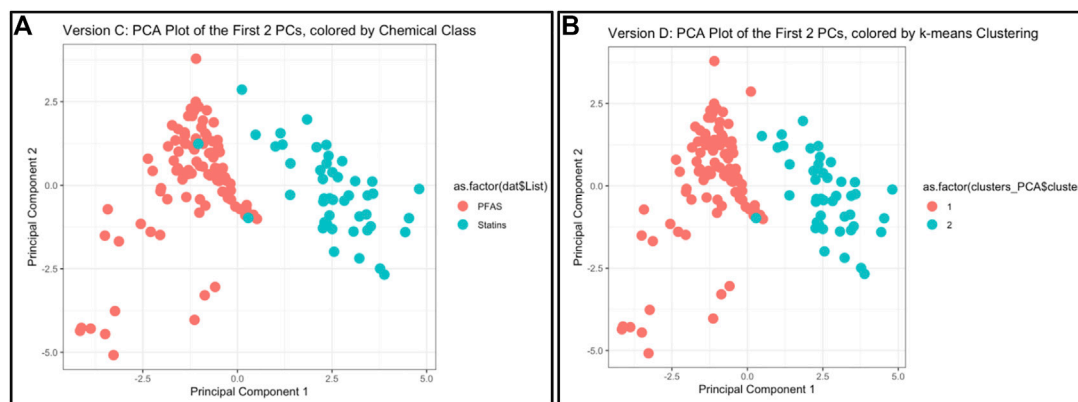 A
Version C: PCA Plot of the First 2 PCs, colored by Chemical Class
2.5
0.0
-2.5
-5.0
Principal Component 2
-2.5
0.0
2.5
5.0
Principal Component 1
as.factor(dat$List)
PFAS
Statins
B
Version D: PCA Plot of the First 2 PCs, colored by k-means Clustering
2.5
0.0
-2.5
-5.0
Principal Component 2
-2.5
0.0
2.5
5.0
Principal Component 1
as.factor(clusters_PCA$cluste
1
2